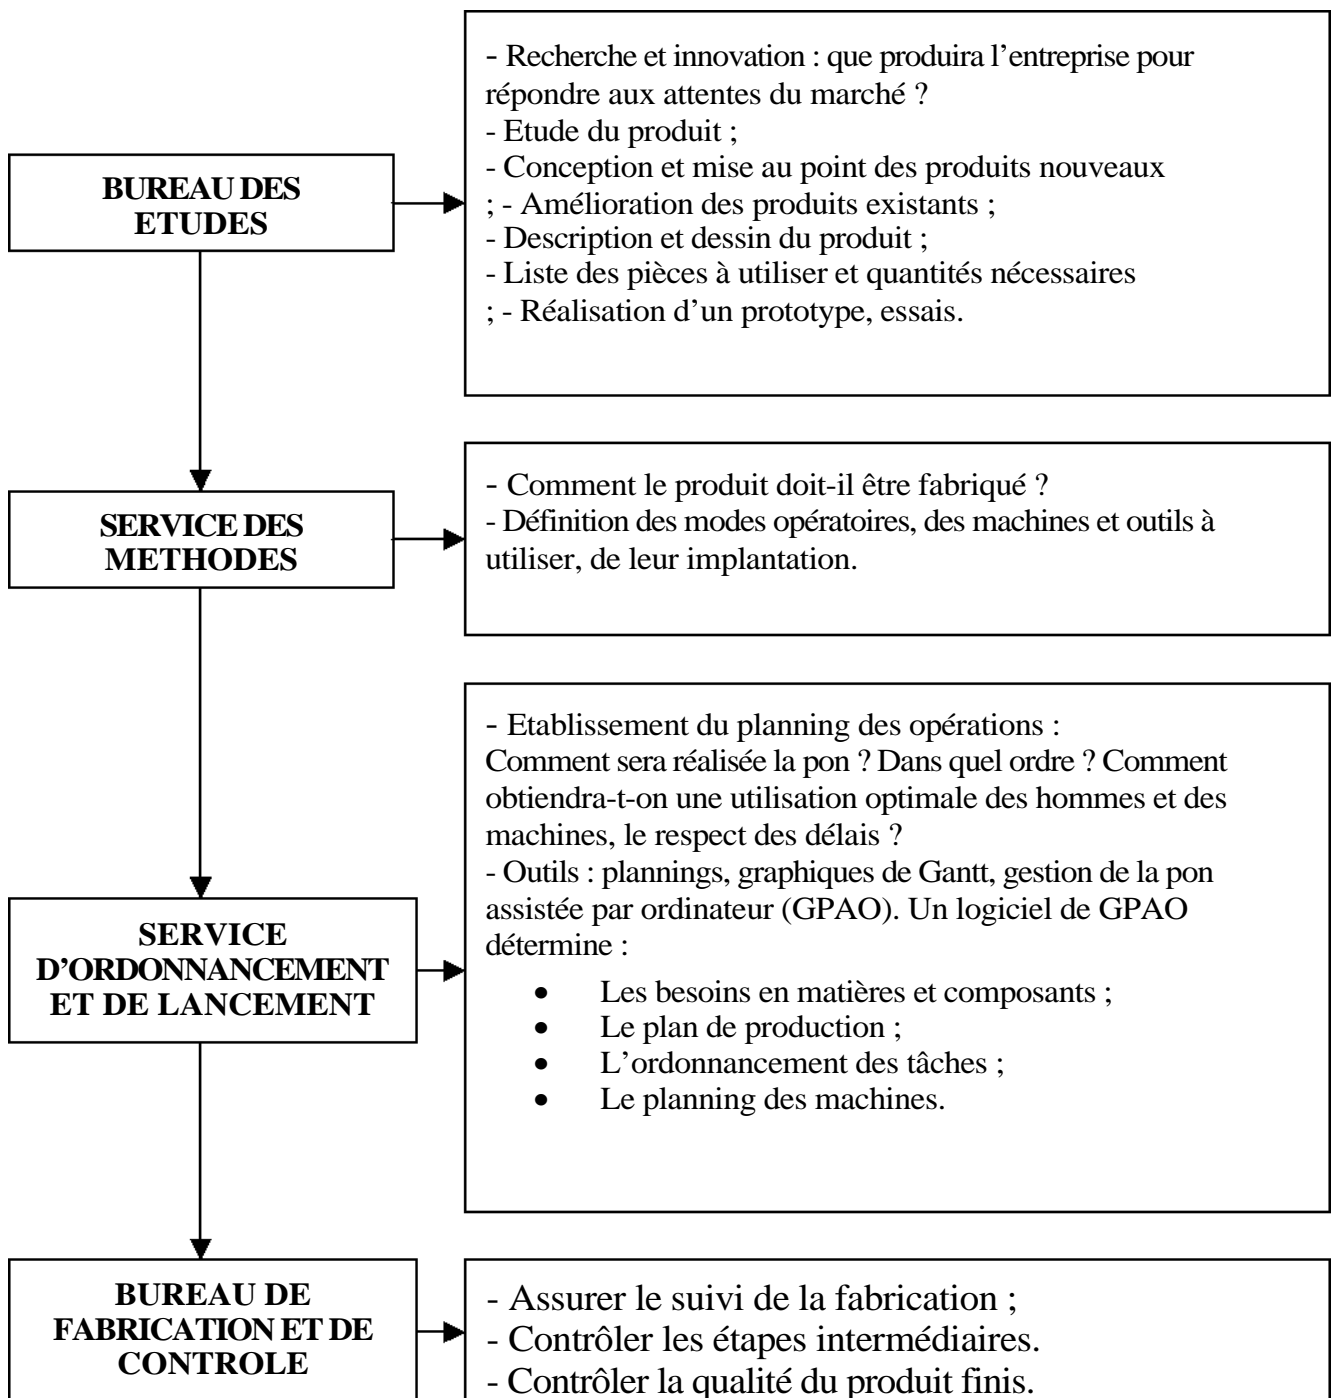 BUREAU DES
ETUDES
- Recherche et innovation : que produira l’entreprise pour
répondre aux attentes du marché ?
- Etude du produit ;
- Conception et mise au point des produits nouveaux
; - Amélioration des produits existants ;
- Description et dessin du produit ;
- Liste des pièces à utiliser et quantités nécessaires
; - Réalisation d’un prototype, essais.
SERVICE DES
METHODES
- Comment le produit doit-il être fabriqué ?
- Définition des modes opératoires, des machines et outils à
utiliser, de leur implantation.
SERVICE
D’ORDONNANCEMENT
ET DE LANCEMENT
- Etablissement du planning des opérations :
Comment sera réalisée la pon ? Dans quel ordre ? Comment
obtiendra-t-on une utilisation optimale des hommes et des
machines, le respect des délais ?
- Outils : plannings, graphiques de Gantt, gestion de la pon
assistée par ordinateur (GPAO). Un logiciel de GPAO
détermine :
• Les besoins en matières et composants ;
• Le plan de production ;
• L’ordonnancement des tâches ;
• Le planning des machines.
BUREAU DE
FABRICATION ET DE
CONTROLE
- Assurer le suivi de la fabrication ;
- Contrôler les étapes intermédiaires.
- Contrôler la qualité du produit finis.